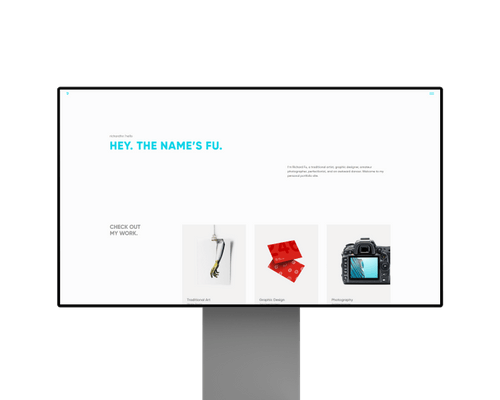 HEY. THE NAME'S FU.
I'm Richard Fu, a traditional artist, graphic designer, amateur
photographer, perfectionist, and an awkward dancer. Welcome to my
personal portfolio site.
CHECK OUT
MY WORK.
Traditional Art
Graphic Design
Photography